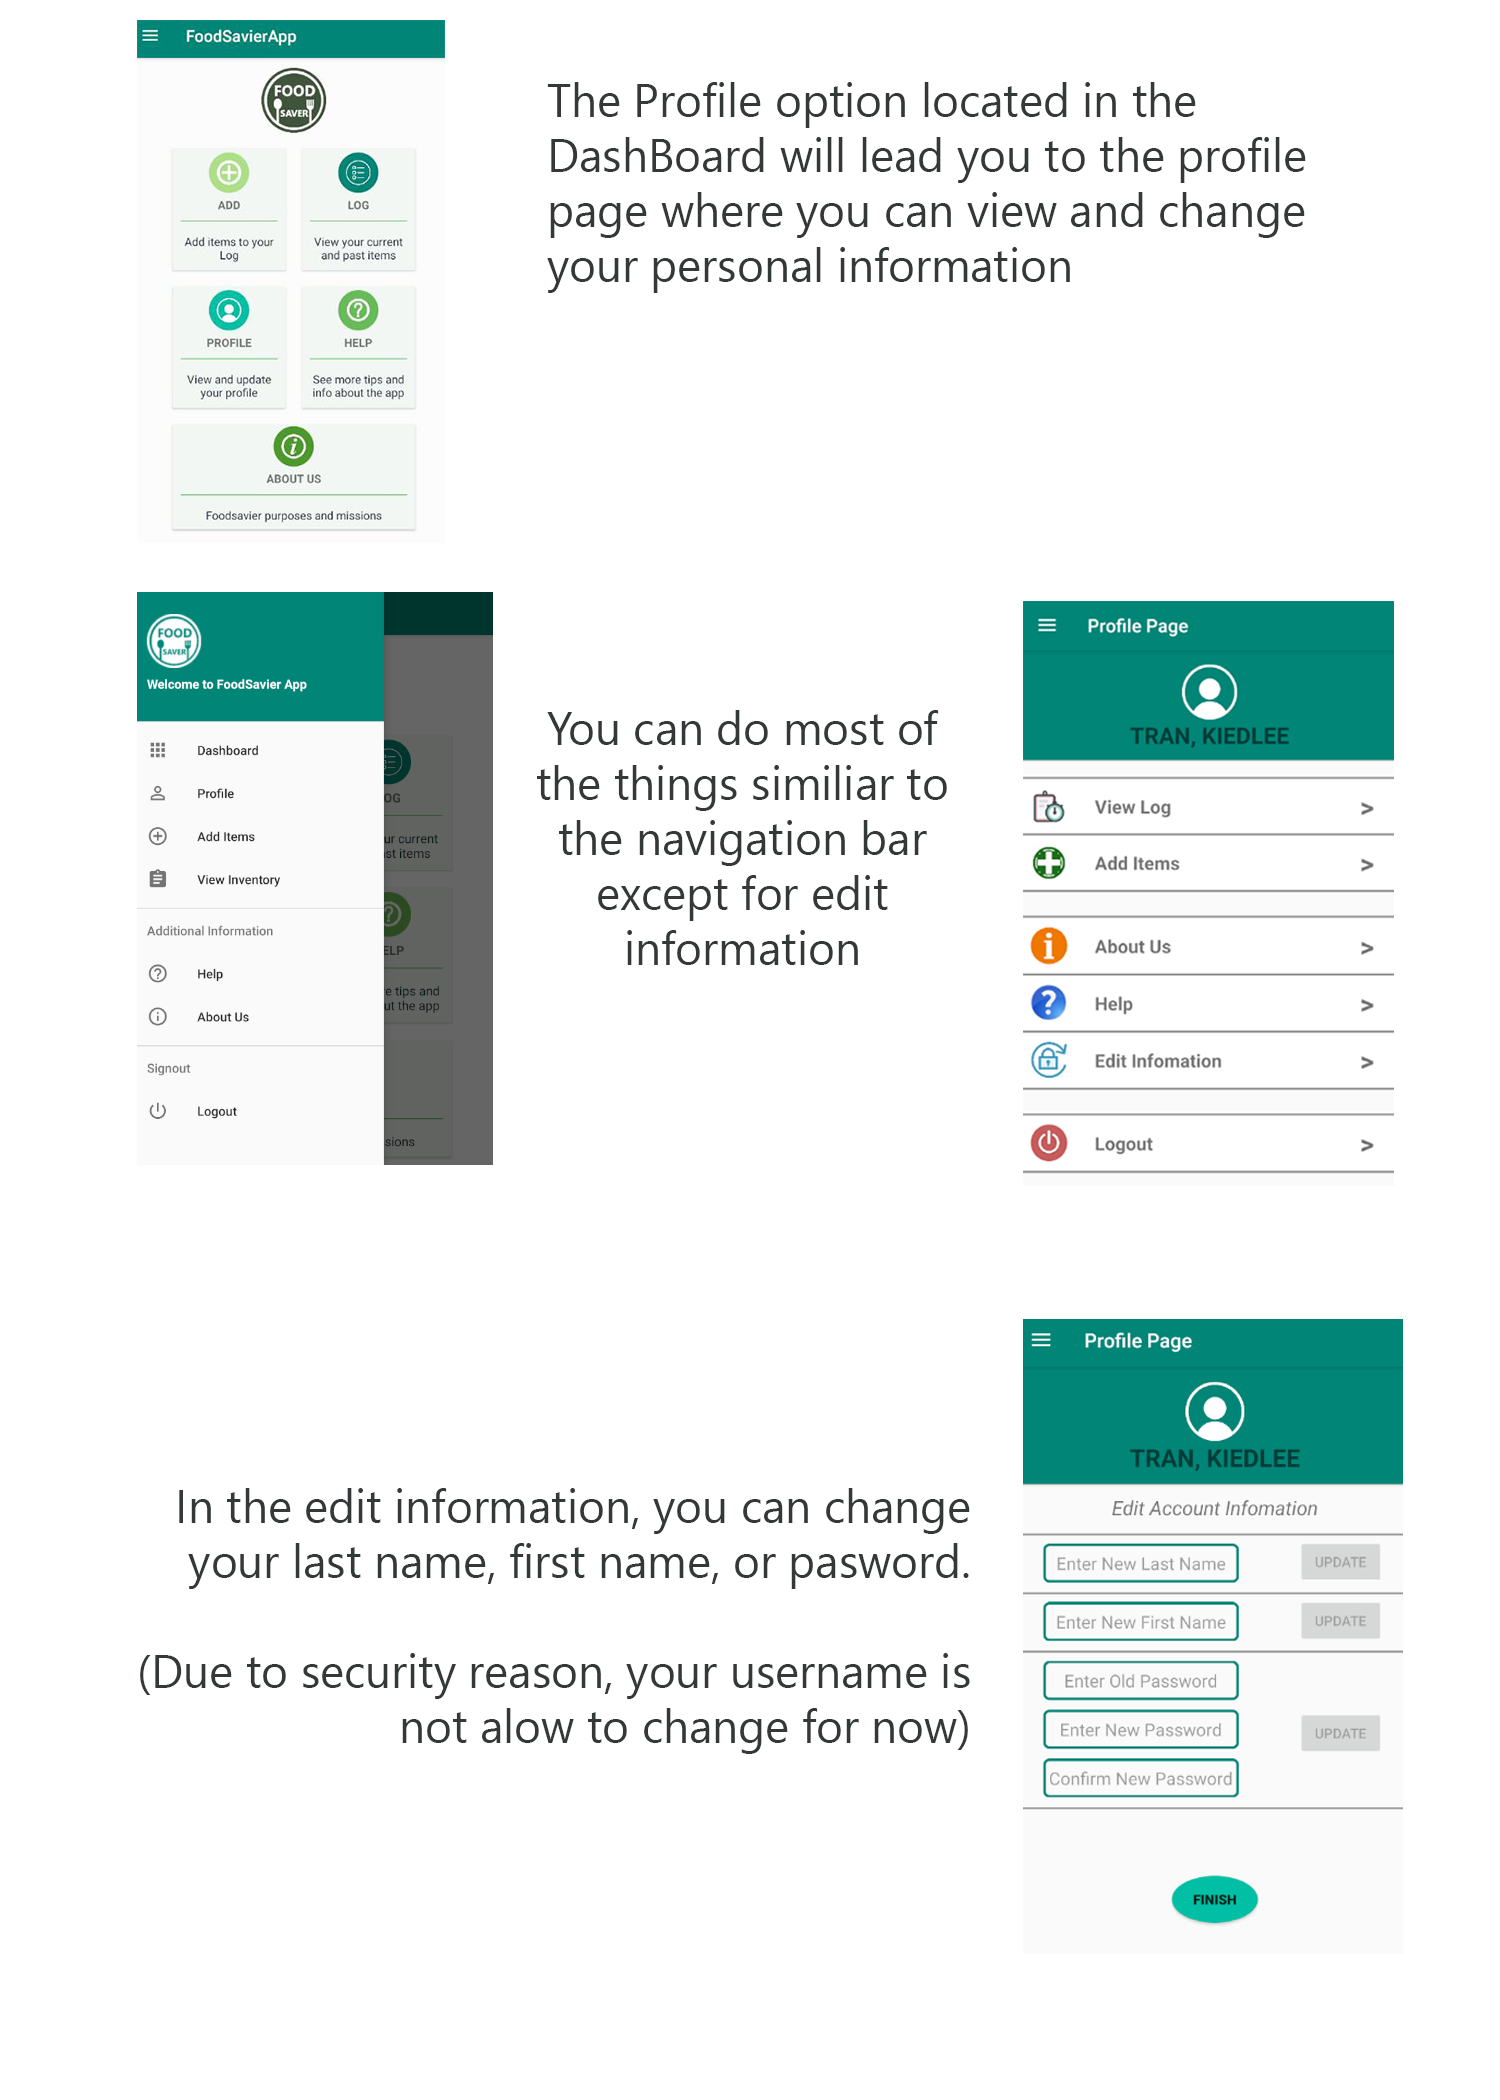 FoodSavierApp
FOOD
SAVER
ADD
Add items to your
Log
LOG
View your current
and past items
PROFILE
View and update
your profile
HELP
See more tips and
info about the app
ABOUT US
Foodsavier purposes and missions
The Profile option located in the
DashBoard will lead you to the profile
page where you can view and change
your personal information
FOOD
SAVER
Welcome to FoodSavier App
Dashboard
Profile
Add Items
View Inventory
Additional Information
Help
About Us
Signout
Logout
OG
ur current
st items
ELP
e tips and
ut the app
sions
You can do most of
the things similiar to
the navigation bar
except for edit
information
Profile Page
TRAN, KIEDLEE
View Log >
Add Items >
About Us >
Help >
Edit Infomation >
Logout >
In the edit information, you can change
your last name, first name, or pasword.
(Due to security reason, your username is
not alow to change for now)
Profile Page
TRAN, KIEDLEE
Edit Account Infomation
Enter New Last Name UPDATE
Enter New First Name UPDATE
Enter Old Password
Enter New Password UPDATE
Confirm New Password
FINISH